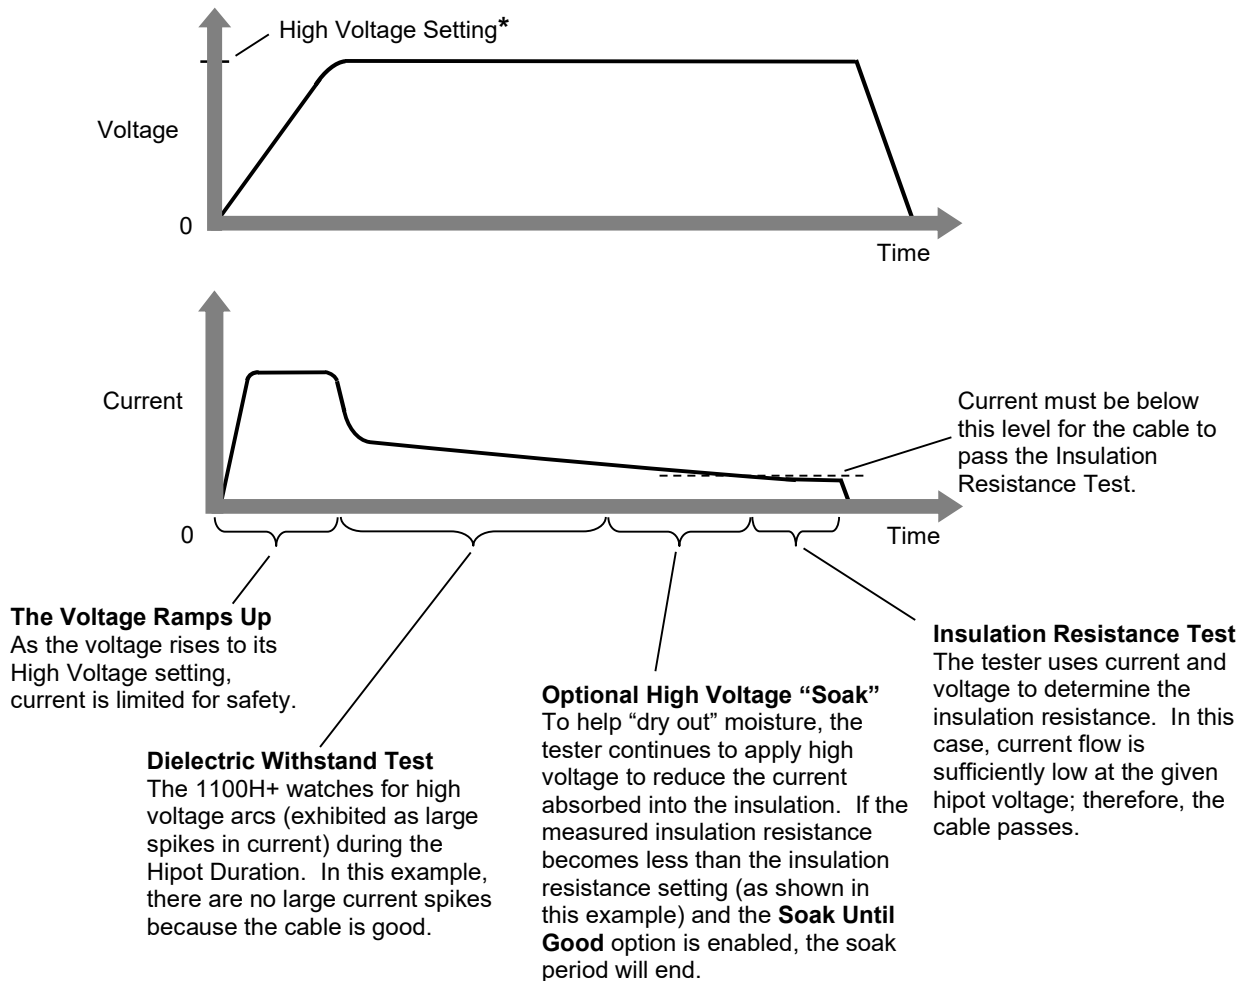 High Voltage Setting*
Voltage
0
Time
Current
Current must be below
this level for the cable to
pass the Insulation
Resistance Test.
0
Time
The Voltage Ramps Up
As the voltage rises to its
High Voltage setting,
current is limited for safety.
Dielectric Withstand Test
The 1100H+ watches for high
voltage arcs (exhibited as large
spikes in current) during the
Hipot Duration.  In this example,
there are no large current spikes
because the cable is good.
Optional High Voltage “Soak”
To help “dry out” moisture, the
tester continues to apply high
voltage to reduce the current
absorbed into the insulation.  If the
measured insulation resistance
becomes less than the insulation
resistance setting (as shown in
this example) and the Soak Until
Good option is enabled, the soak
period will end.
Insulation Resistance Test
The tester uses current and
voltage to determine the
insulation resistance.  In this
case, current flow is
sufficiently low at the given
hipot voltage; therefore, the
cable passes.